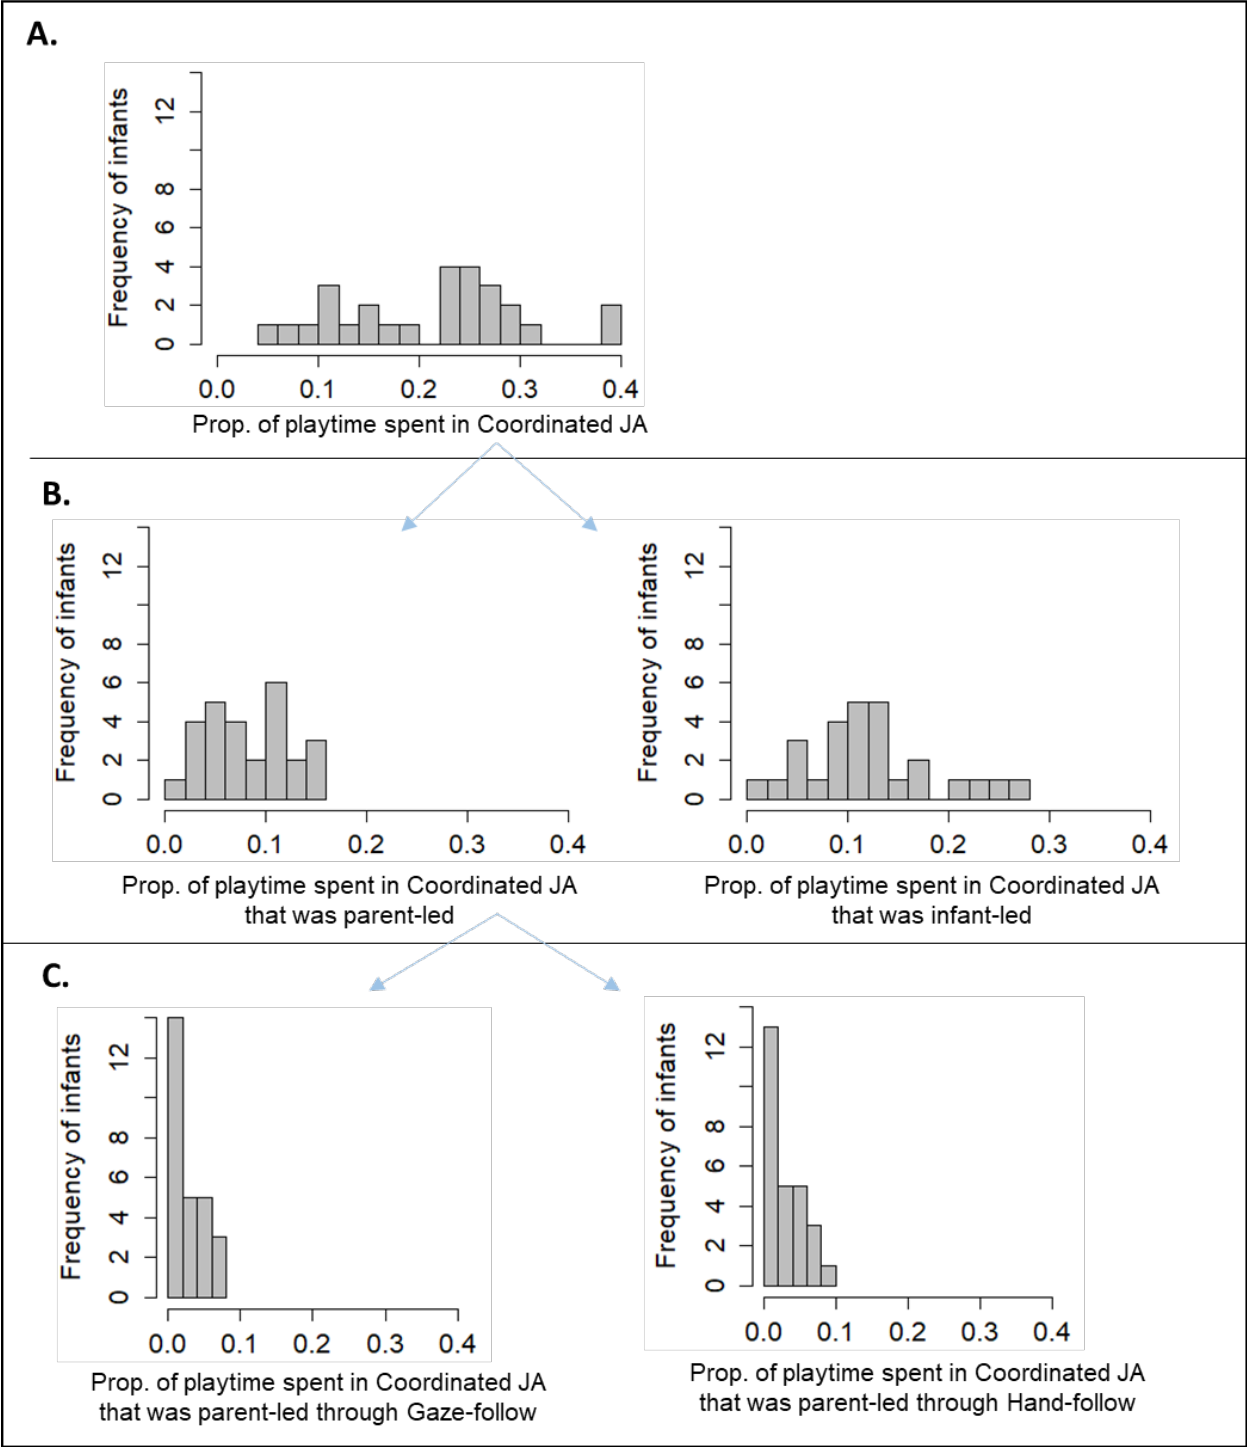 A.
Frequency of infants
12
8
6
4
2
0
0.0 0.1 0.2 0.3 0.4
Prop. of playtime spent in Coordinated JA
B.
Frequency of infants
12
8
6
4
2
0
0.0 0.1 0.2 0.3 0.4
Prop. of playtime spent in Coordinated JA
that was parent-led
Frequency of infants
12
8
6
4
2
0
0.0 0.1 0.2 0.3 0.4
Prop. of playtime spent in Coordinated JA
that was infant-led
C.
Frequency of infants
12
8
6
4
2
0
0.0 0.1 0.2 0.3 0.4
Prop. of playtime spent in Coordinated JA
that was parent-led through Gaze-follow
Frequency of infants
12
8
6
4
2
0
0.0 0.1 0.2 0.3 0.4
Prop. of playtime spent in Coordinated JA
that was parent-led through Hand-follow